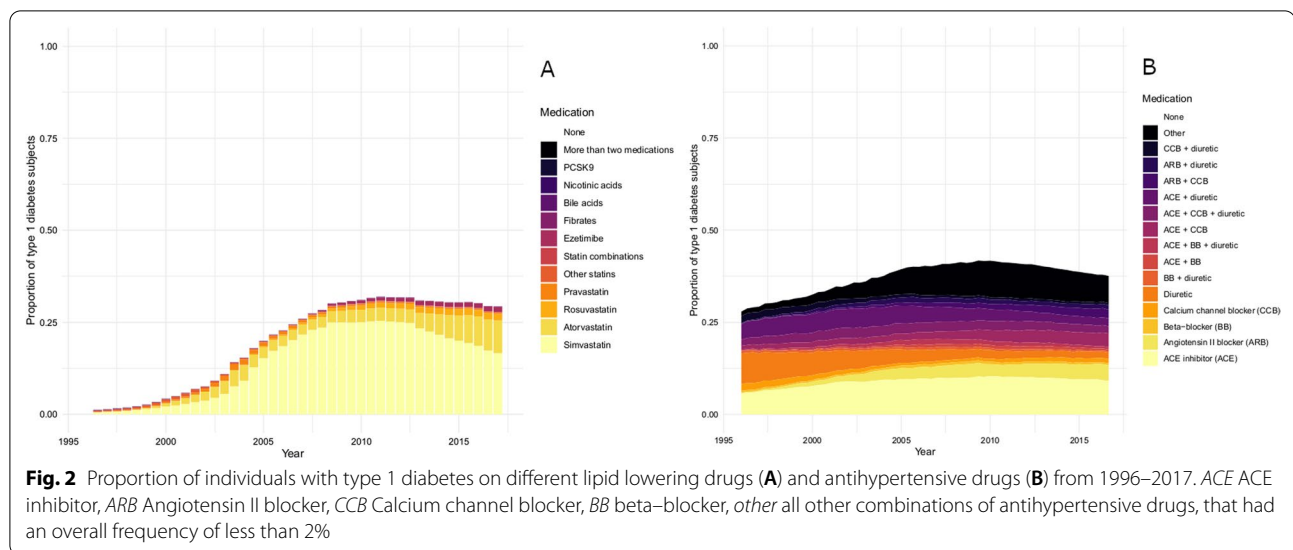 A
1.00
0.75
0.50
0.25
0.00
Proportion of type 1 diabetes subjects
1995
2000
2005
2010
2015
Year
Medication
None
More than two medications
PCSK9
Nicotinic acids
Bile acids
Fibrates
Ezetimibe
Statin combinations
Other statins
Pravastatin
Rosuvastatin
Atorvastatin
Simvastatin
B
1.00
0.75
0.50
0.25
0.00
Proportion of type 1 diabetes subjects
1995
2000
2005
2010
2015
Year
Medication
None
Other
CCB + diuretic
ARB + diuretic
ARB + CCB
ACE + diuretic
ACE + CCB + diuretic
ACE + CCB
ACE + BB + diuretic
ACE + BB
BB + diuretic
Diuretic
Calcium channel blocker (CCB)
Beta−blocker (BB)
Angiotensin II blocker (ARB)
ACE inhibitor (ACE)
Fig. 2 Proportion of individuals with type 1 diabetes on different lipid lowering drugs (A) and antihypertensive drugs (B) from 1996–2017. ACE ACE
inhibitor, ARB Angiotensin II blocker, CCB Calcium channel blocker, BB beta–blocker, other all other combinations of antihypertensive drugs, that had
an overall frequency of less than 2%